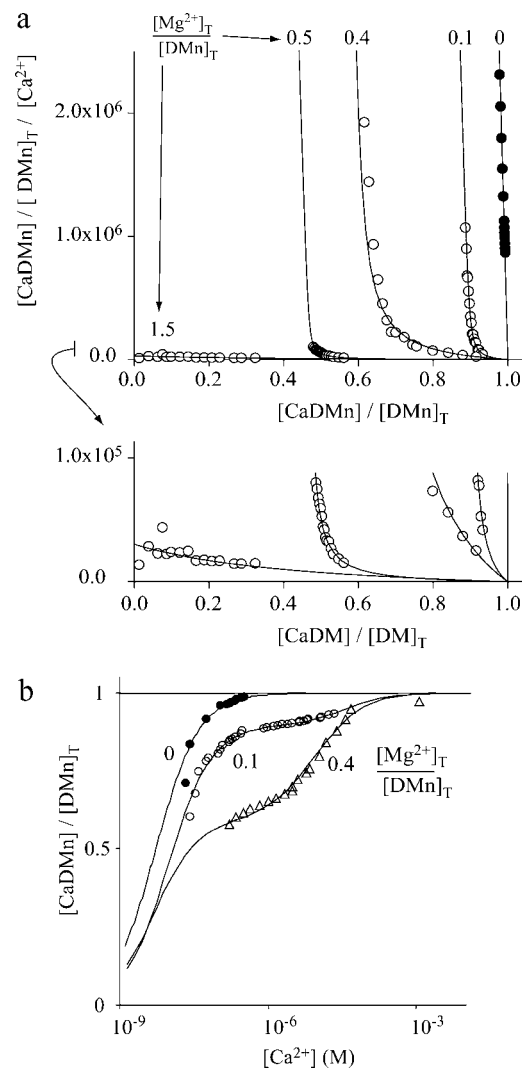 a
[Mg²⁺]T
[DMn]T
0.5 0.4 0.1 0
[CaDMn] / [ DMn]T / [Ca²⁺]
2.0x10⁶
1.0x10⁶
0.0
1.5
0.0 0.2 0.4 0.6 0.8 1.0
[CaDMn] / [DMn]T
1.0x10⁵
0.0
0.0 0.2 0.4 0.6 0.8 1.0
[CaDM] / [DM]T
b
[CaDMn] / [DMn]T
1
0.5
0
0
0.1
0.4
[Mg²⁺]T
[DMn]T
10⁻⁹ 10⁻⁶ 10⁻³
[Ca²⁺] (M)